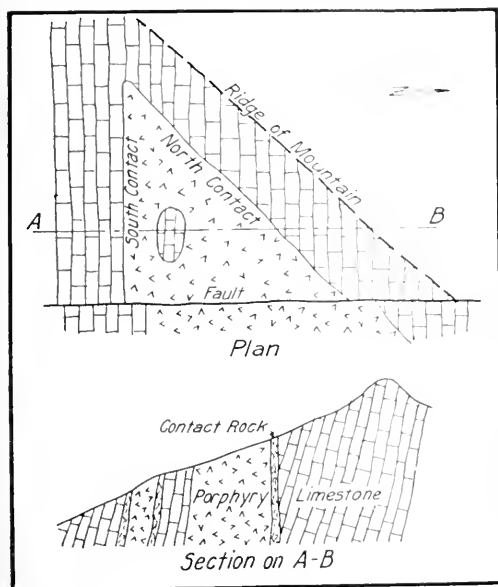 Ridge of Mountain
North Contact
South Contact
A
B
Fault
Plan
Contact Rock
Porphyry
Limestone
Section on A-B